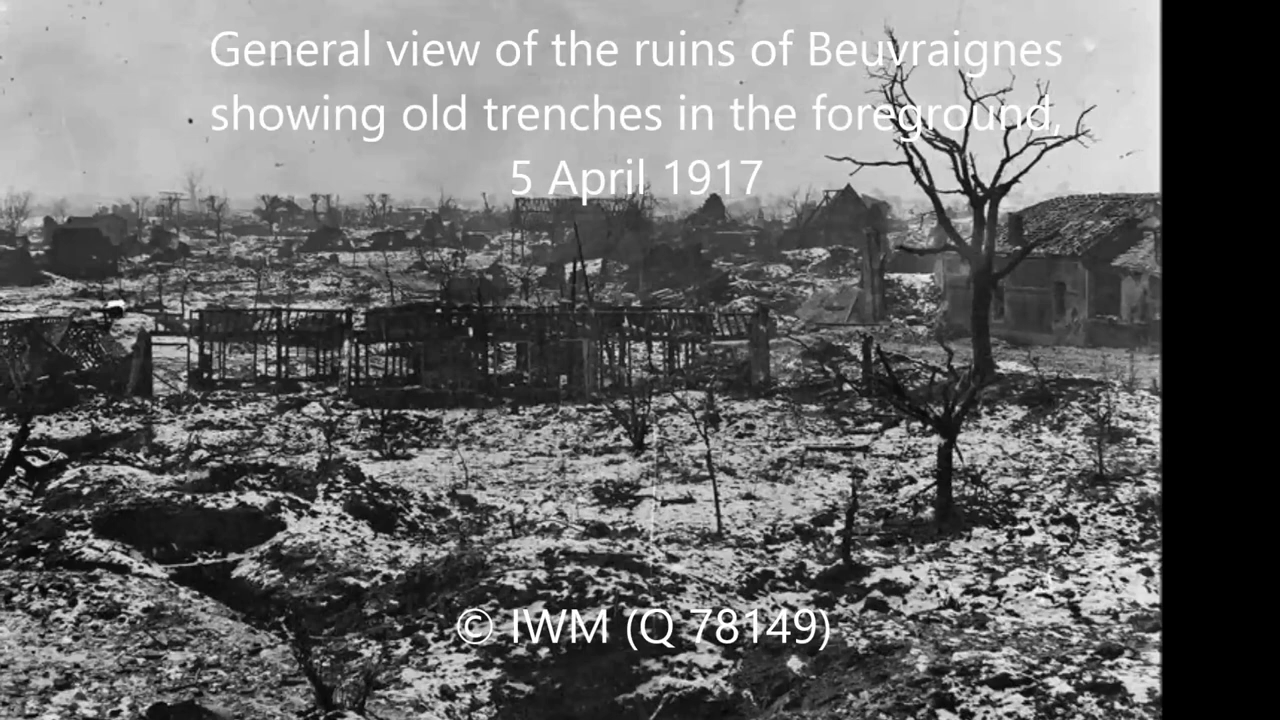 General view of the ruins of Beuvraignes
showing old trenches in the foreground,
5 April 1917
© IWM (Q 78149)